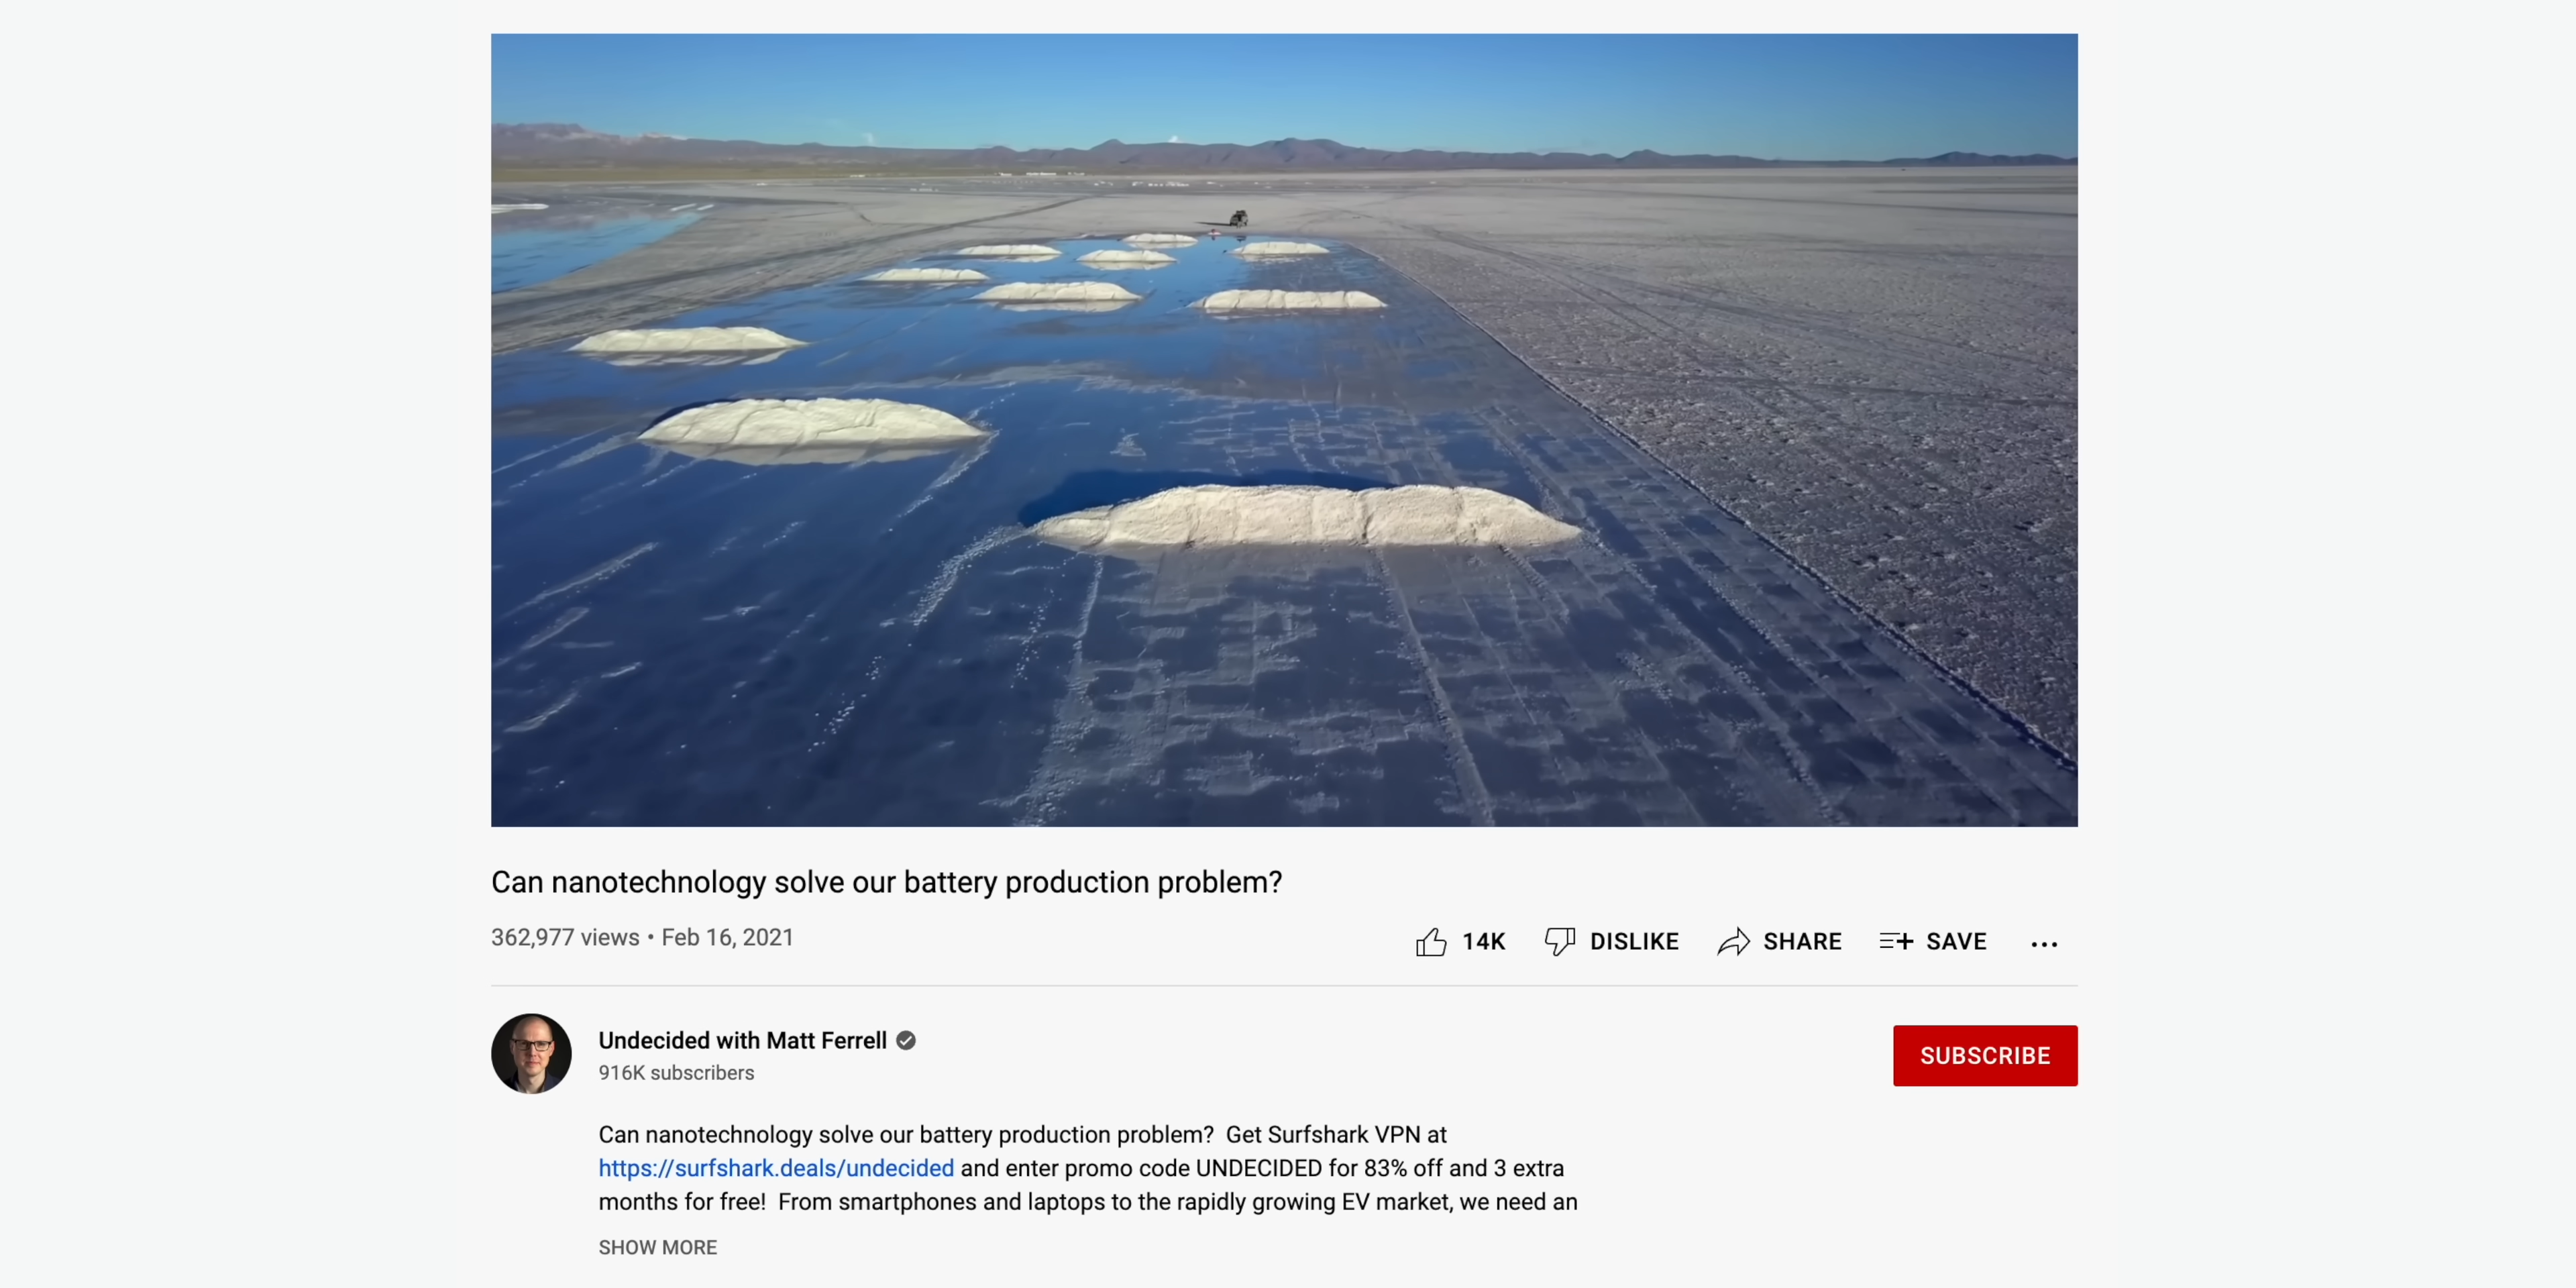 Can nanotechnology solve our battery production problem?
362,977 views • Feb 16, 2021
14K DISLIKE SHARE SAVE ...
Undecided with Matt Ferrell
916K subscribers
SUBSCRIBE
Can nanotechnology solve our battery production problem?  Get Surfshark VPN at
https://surfshark.deals/undecided and enter promo code UNDECIDED for 83% off and 3 extra
months for free!  From smartphones and laptops to the rapidly growing EV market, we need an
SHOW MORE